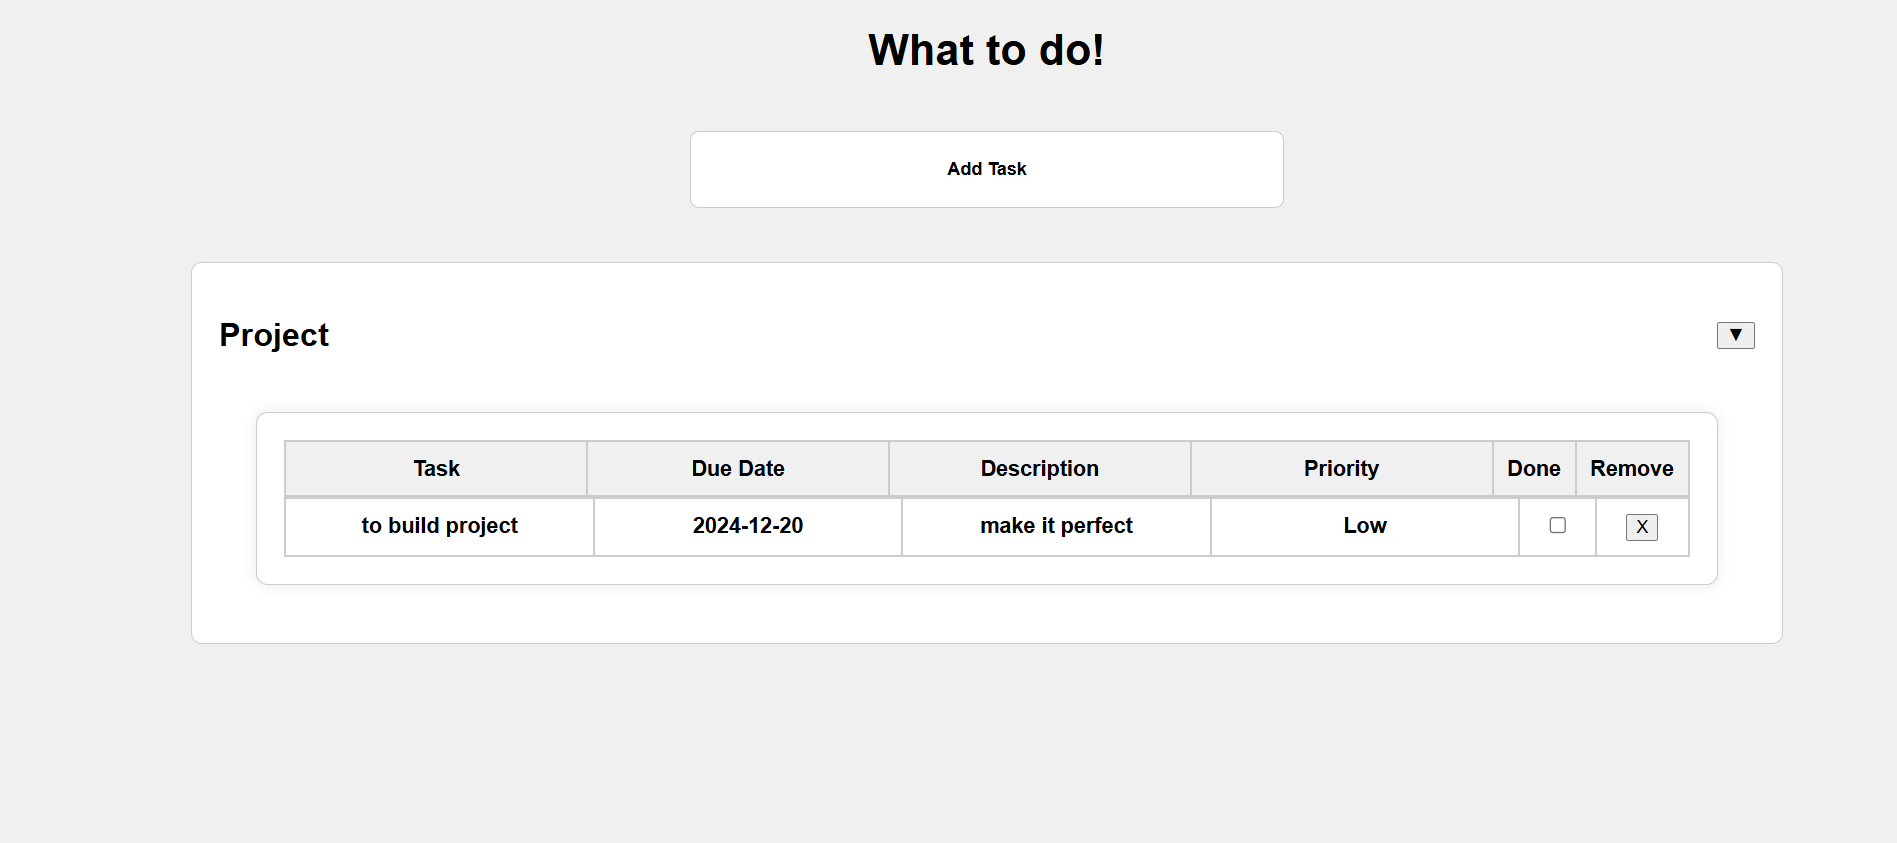 What to do!
Add Task
Project
▼
Task Due Date Description Priority Done Remove
to build project 2024-12-20 make it perfect Low X